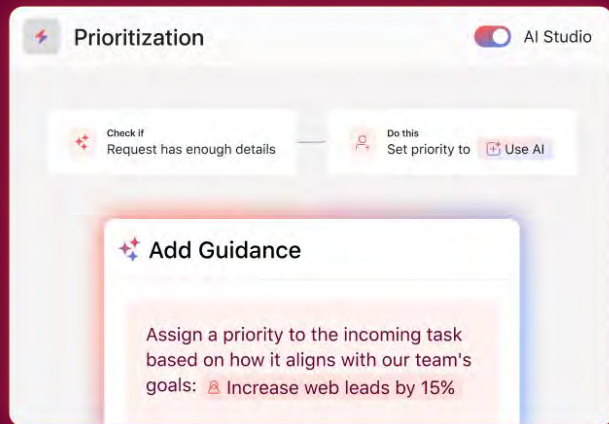 Prioritization
AI Studio
Check if
Request has enough details
Do this
Set priority to Use AI
Add Guidance
Assign a priority to the incoming task
based on how it aligns with our team's
goals: Increase web leads by 15%